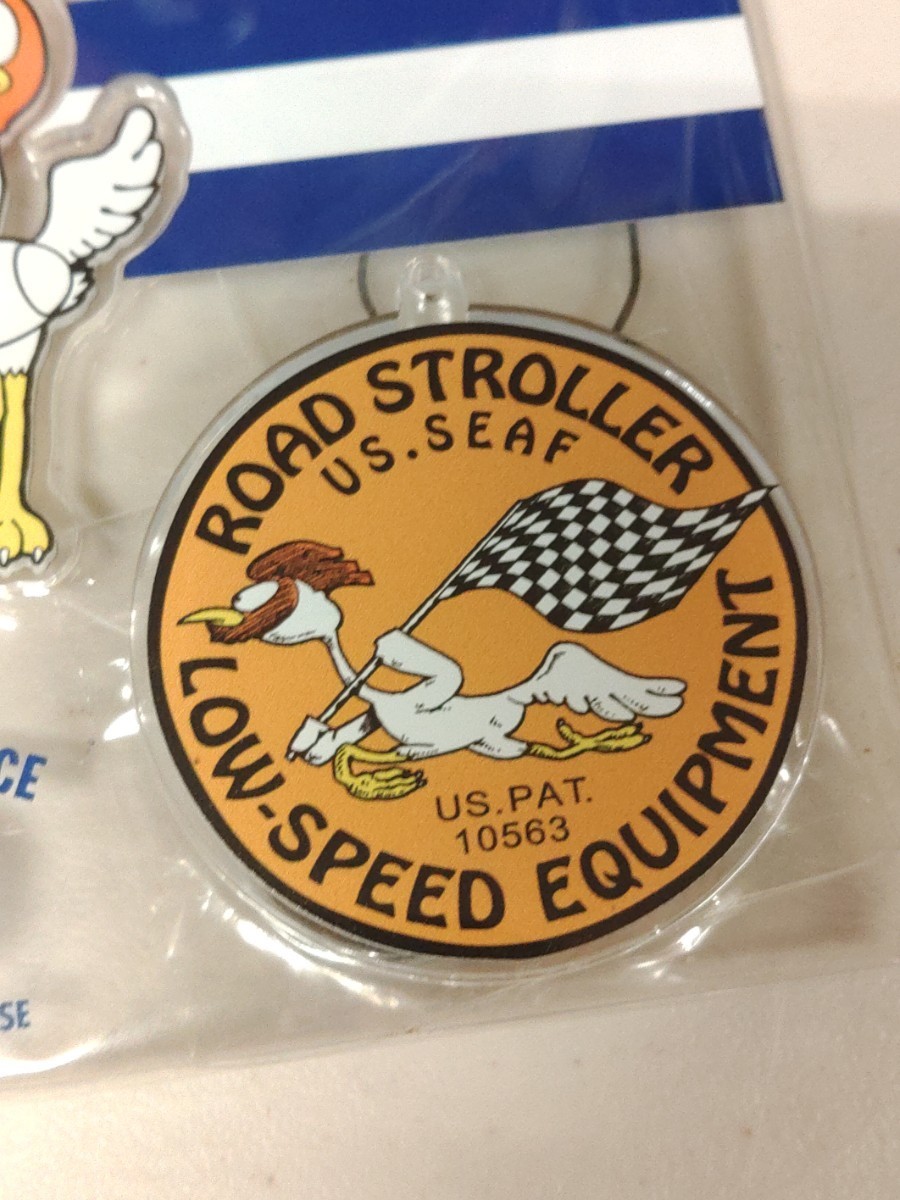 ROAD STROLLER
US.SEAF
US.PAT.
10563
LOW-SPEED EQUIPMENT
CE
SE